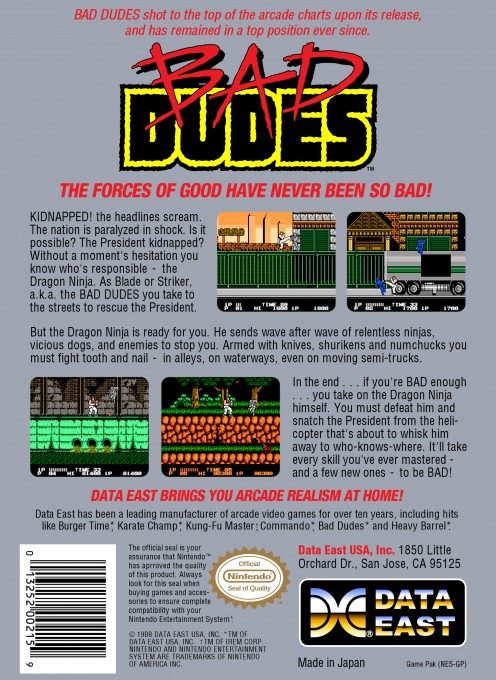 BAD DUDES shot to the top of the arcade charts upon its release,
and has remained in a top position ever since.
BAD
DUDES
TM
THE FORCES OF GOOD HAVE NEVER BEEN SO BAD!
KIDNAPPED! the headlines scream.
The nation is paralyzed in shock. Is it
possible? The President kidnapped?
Without a moment's hesitation you
know who's responsible - the
Dragon Ninja. As Blade or Striker,
a.k.a. the BAD DUDES you take to
the streets to rescue the President.
But the Dragon Ninja is ready for you. He sends wave after wave of relentless ninjas,
vicious dogs, and enemies to stop you. Armed with knives, shurikens and numchucks you
must fight tooth and nail - in alleys, on waterways, even on moving semi-trucks.
In the end . . . if you're BAD enough
. . . you take on the Dragon Ninja
himself. You must defeat him and
snatch the President from the heli-
copter that's about to whisk him
away to who-knows-where. It'll take
every skill you've ever mastered -
and a few new ones - to be BAD!
DATA EAST BRINGS YOU ARCADE REALISM AT HOME!
Data East has been a leading manufacturer of arcade video games for over ten years, including hits
like Burger Time*, Karate Champ*, Kung-Fu Master†, Commando*, Bad Dudes* and Heavy Barrel*.
0 13252 00215 9
The official seal is your
assurance that Nintendo™
has aprroved the quality
of this product. Always
look for this seal when
buying games and acces-
sories to ensure complete
compatibility with your
Nintendo Entertainment System*.
Official
Nintendo
Seal of Quality
© 1988 DATA EAST USA, INC. *TM OF
DATA EAST USA, INC. †TM OF IREM CORP.
NINTENDO AND NINTENDO ENTERTAINMENT
SYSTEM ARE TRADEMARKS OF NINTENDO
OF AMERICA INC.
Data East USA, Inc. 1850 Little
Orchard Dr., San Jose, CA 95125
DATA
EAST
®
Made in Japan
Game Pak (NES-GP)